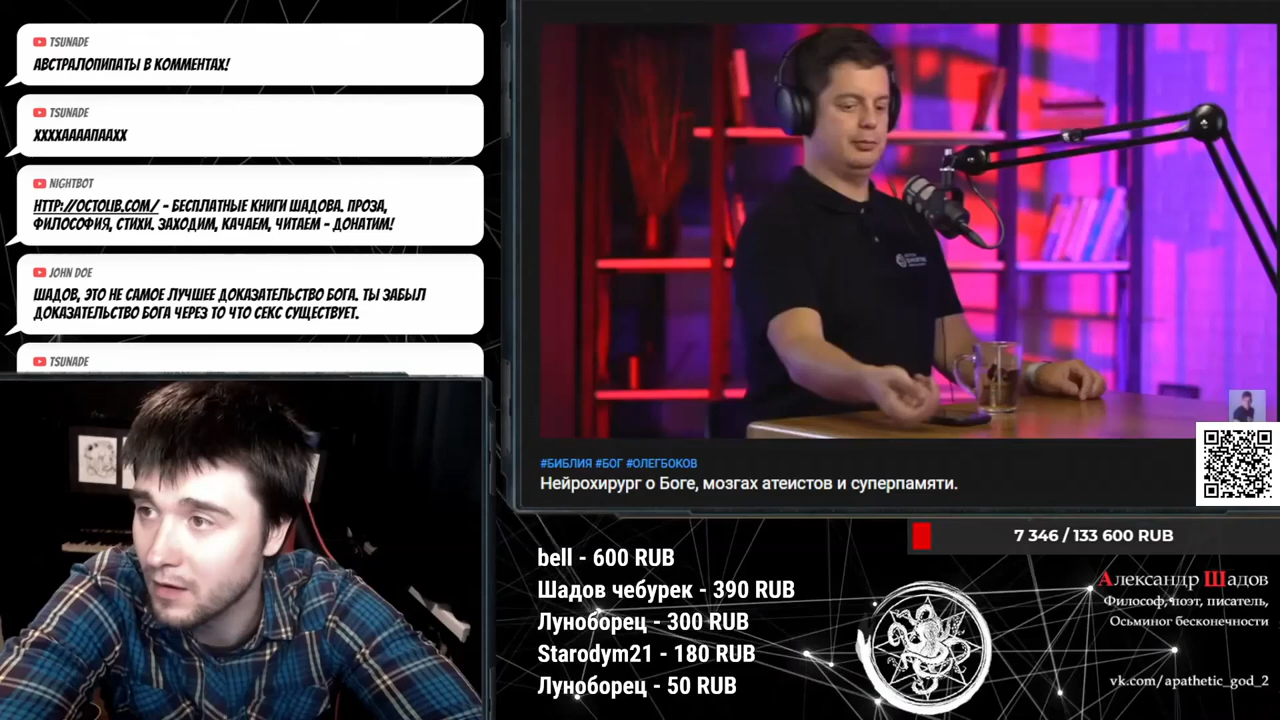 TSUNADE
АВСТРАЛОПИПАТЫ В КОММЕНТАХ!
TSUNADE
ХХХХААААПААХХ
NIGHTBOT
HTTP://OCTOLIB.COM/ - БЕСПЛАТНЫЕ КНИГИ ШАДОВА. ПРОЗА,
ФИЛОСОФИЯ, СТИХИ. ЗАХОДИМ, КАЧАЕМ, ЧИТАЕМ - ДОНАТИМ!
JOHN DOE
ШАДОВ, ЭТО НЕ САМОЕ ЛУЧШЕЕ ДОКАЗАТЕЛЬСТВО БОГА. ТЫ ЗАБЫЛ
ДОКАЗАТЕЛЬСТВО БОГА ЧЕРЕЗ ТО ЧТО СЕКС СУЩЕСТВУЕТ.
TSUNADE
#БИБЛИЯ #БОГ #ОЛЕГБОКОВ
Нейрохирург о Боге, мозгах атеистов и суперпамяти.
7 346 / 133 600 RUB
bell - 600 RUB
Шадов чебурек - 390 RUB
Луноборец - 300 RUB
Starodym21 - 180 RUB
Луноборец - 50 RUB
Александр Шадов
Философ, поэт, писатель,
Осьминог бесконечности
vk.com/apathetic_god_2